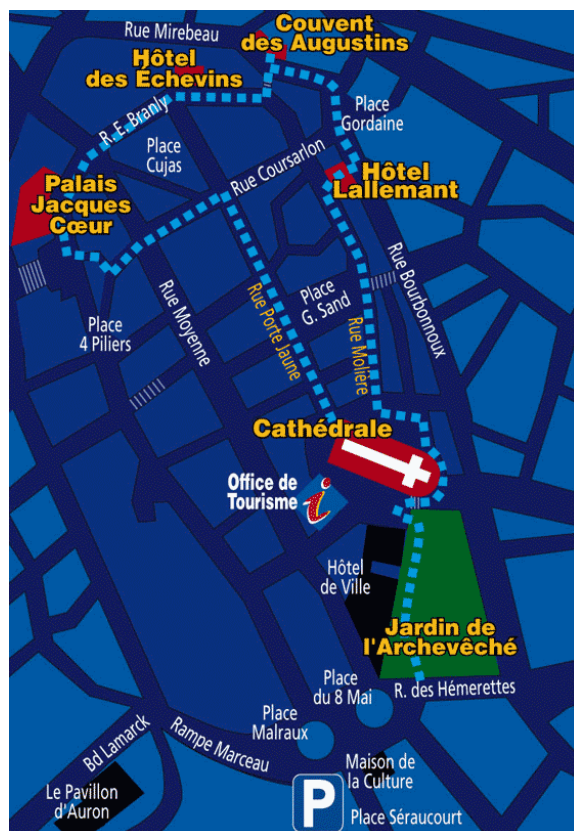 Rue Mirebeau
Couvent
des Augustins
Hôtel
des Échevins
R. E. Branly
Place
Gordaine
Place
Cujas
Rue Coursarlon
Hôtel
Lallemant
Palais
Jacques
Cœur
Rue Bourbonnoux
Place
G. Sand
Rue Moyenne
Rue Porte Jaune
Rue Molière
Place
4 Piliers
Cathédrale
Office de
Tourisme
i
Hôtel
de Ville
Jardin de
l'Archevêché
Place
du 8 Mai
R. des Hémerettes
Place
Malraux
Bd Lamarck
Rampe Marceau
Maison de
la Culture
Le Pavillon
d'Auron
P
Place Séraucourt